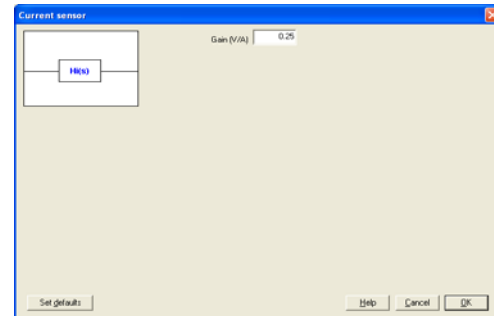 Current sensor
Gain (V/A) 0.25
Hi(s)
Set defaults Help Cancel OK